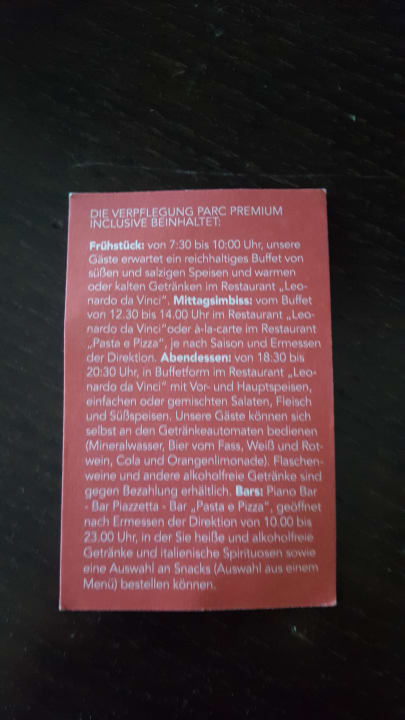 DIE VERPFLEGUNG PARC PREMIUM
INCLUSIVE BEINHALTET:
Frühstück: von 7:30 bis 10:00 Uhr, unsere
Gäste erwartet ein reichhaltiges Buffet von
süßen und salzigen Speisen und warmen
oder kalten Getränken im Restaurant „Leo-
nardo da Vinci". Mittagsimbiss: vom Buffet
von 12.30 bis 14.00 Uhr im Restaurant „Leo-
nardo da Vinci"oder à-la-carte im Restaurant
„Pasta e Pizza", je nach Saison und Ermessen
der Direktion. Abendessen: von 18:30 bis
20:30 Uhr, in Buffetform im Restaurant „Leo-
nardo da Vinci" mit Vor- und Hauptspeisen,
einfachen oder gemischten Salaten, Fleisch
und Süßspeisen. Unsere Gäste können sich
selbst an den Getränkeautomaten bedienen
(Mineralwasser, Bier vom Fass, Weiß und Rot-
wein, Cola und Orangenlimonade). Flaschen-
weine und andere alkoholfreie Getränke sind
gegen Bezahlung erhältlich. Bars: Piano Bar
- Bar Piazzetta - Bar „Pasta e Pizza", geöffnet
nach Ermessen der Direktion von 10.00 bis
23.00 Uhr, in der Sie heiße und alkoholfreie
Getränke und italienische Spirituosen sowie
eine Auswahl an Snacks (Auswahl aus einem
Menü) bestellen können.